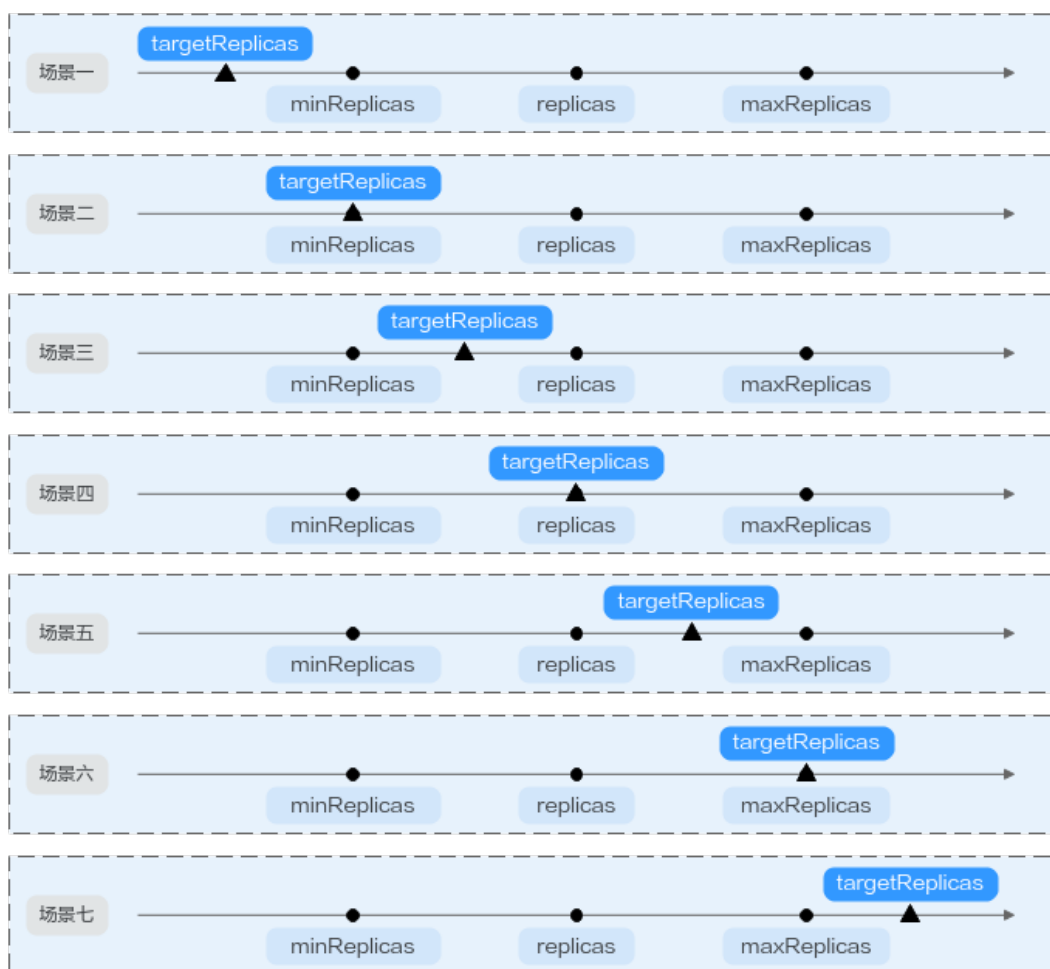 targetReplicas
场景一
minReplicas replicas maxReplicas
targetReplicas
场景二
minReplicas replicas maxReplicas
targetReplicas
场景三
minReplicas replicas maxReplicas
targetReplicas
场景四
minReplicas replicas maxReplicas
targetReplicas
场景五
minReplicas replicas maxReplicas
targetReplicas
场景六
minReplicas replicas maxReplicas
targetReplicas
场景七
minReplicas replicas maxReplicas